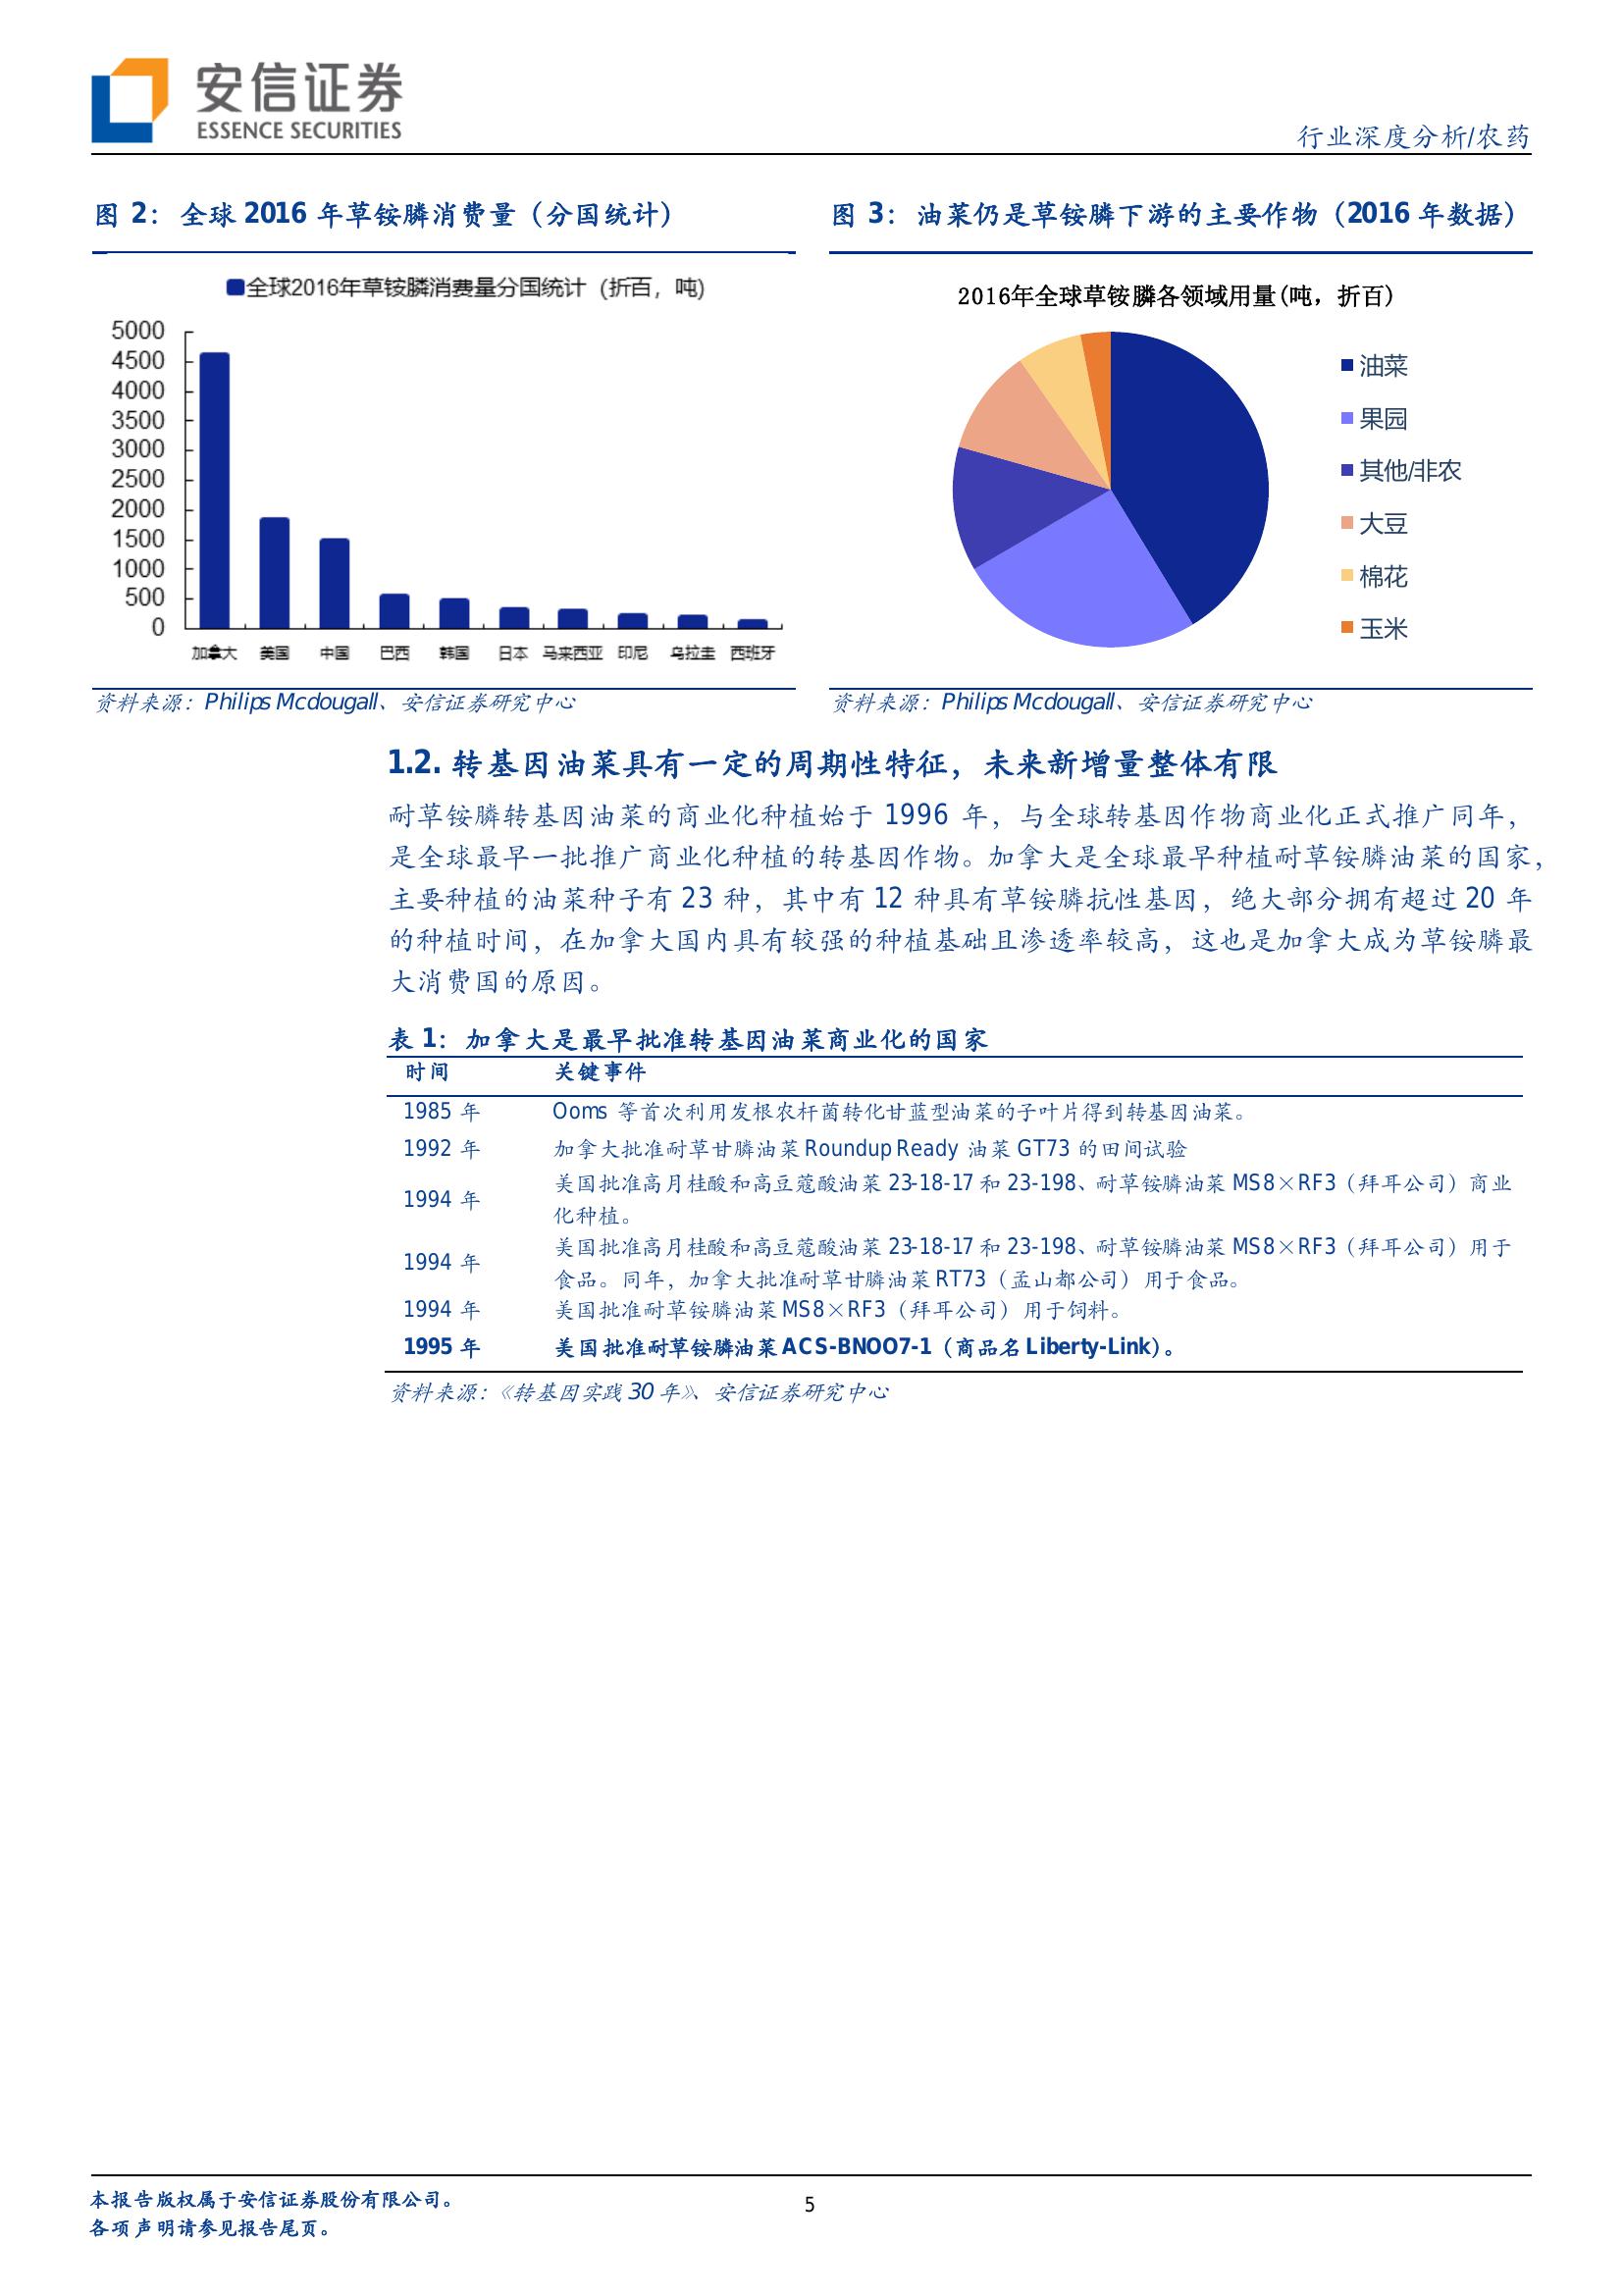 安信证券
ESSENCE SECURITIES
行业深度分析/农药
图 2：全球 2016 年草铵膦消费量（分国统计）
全球2016年草铵膦消费量分国统计（折百，吨）
5000
4500
4000
3500
3000
2500
2000
1500
1000
500
0
加拿大 美国 中国 巴西 韩国 日本 马来西亚 印尼 乌拉圭 西班牙
资料来源：Philips Mcdougall、安信证券研究中心
图 3：油菜仍是草铵膦下游的主要作物（2016 年数据）
2016年全球草铵膦各领域用量(吨，折百)
油菜
果园
其他/非农
大豆
棉花
玉米
资料来源：Philips Mcdougall、安信证券研究中心
1.2. 转基因油菜具有一定的周期性特征，未来新增量整体有限
耐草铵膦转基因油菜的商业化种植始于 1996 年，与全球转基因作物商业化正式推广同年，
是全球最早一批推广商业化种植的转基因作物。加拿大是全球最早种植耐草铵膦油菜的国家，
主要种植的油菜种子有 23 种，其中有 12 种具有草铵膦抗性基因，绝大部分拥有超过 20 年
的种植时间，在加拿大国内具有较强的种植基础且渗透率较高，这也是加拿大成为草铵膦最
大消费国的原因。
表 1：加拿大是最早批准转基因油菜商业化的国家
时间 关键事件
1985 年 Ooms 等首次利用发根农杆菌转化甘蓝型油菜的子叶片得到转基因油菜。
1992 年 加拿大批准耐草甘膦油菜 Roundup Ready 油菜 GT73 的田间试验
1994 年 美国批准高月桂酸和高豆蔻酸油菜 23-18-17 和 23-198、耐草铵膦油菜 MS8×RF3（拜耳公司）商业
化种植。
1994 年 美国批准高月桂酸和高豆蔻酸油菜 23-18-17 和 23-198、耐草铵膦油菜 MS8×RF3（拜耳公司）用于
食品。同年，加拿大批准耐草甘膦油菜 RT73（孟山都公司）用于食品。
1994 年 美国批准耐草铵膦油菜 MS8×RF3（拜耳公司）用于饲料。
1995 年 美国批准耐草铵膦油菜 ACS-BNOO7-1（商品名 Liberty-Link）。
资料来源：《转基因实践 30 年》、安信证券研究中心
本报告版权属于安信证券股份有限公司。
各项声明请参见报告尾页。
5